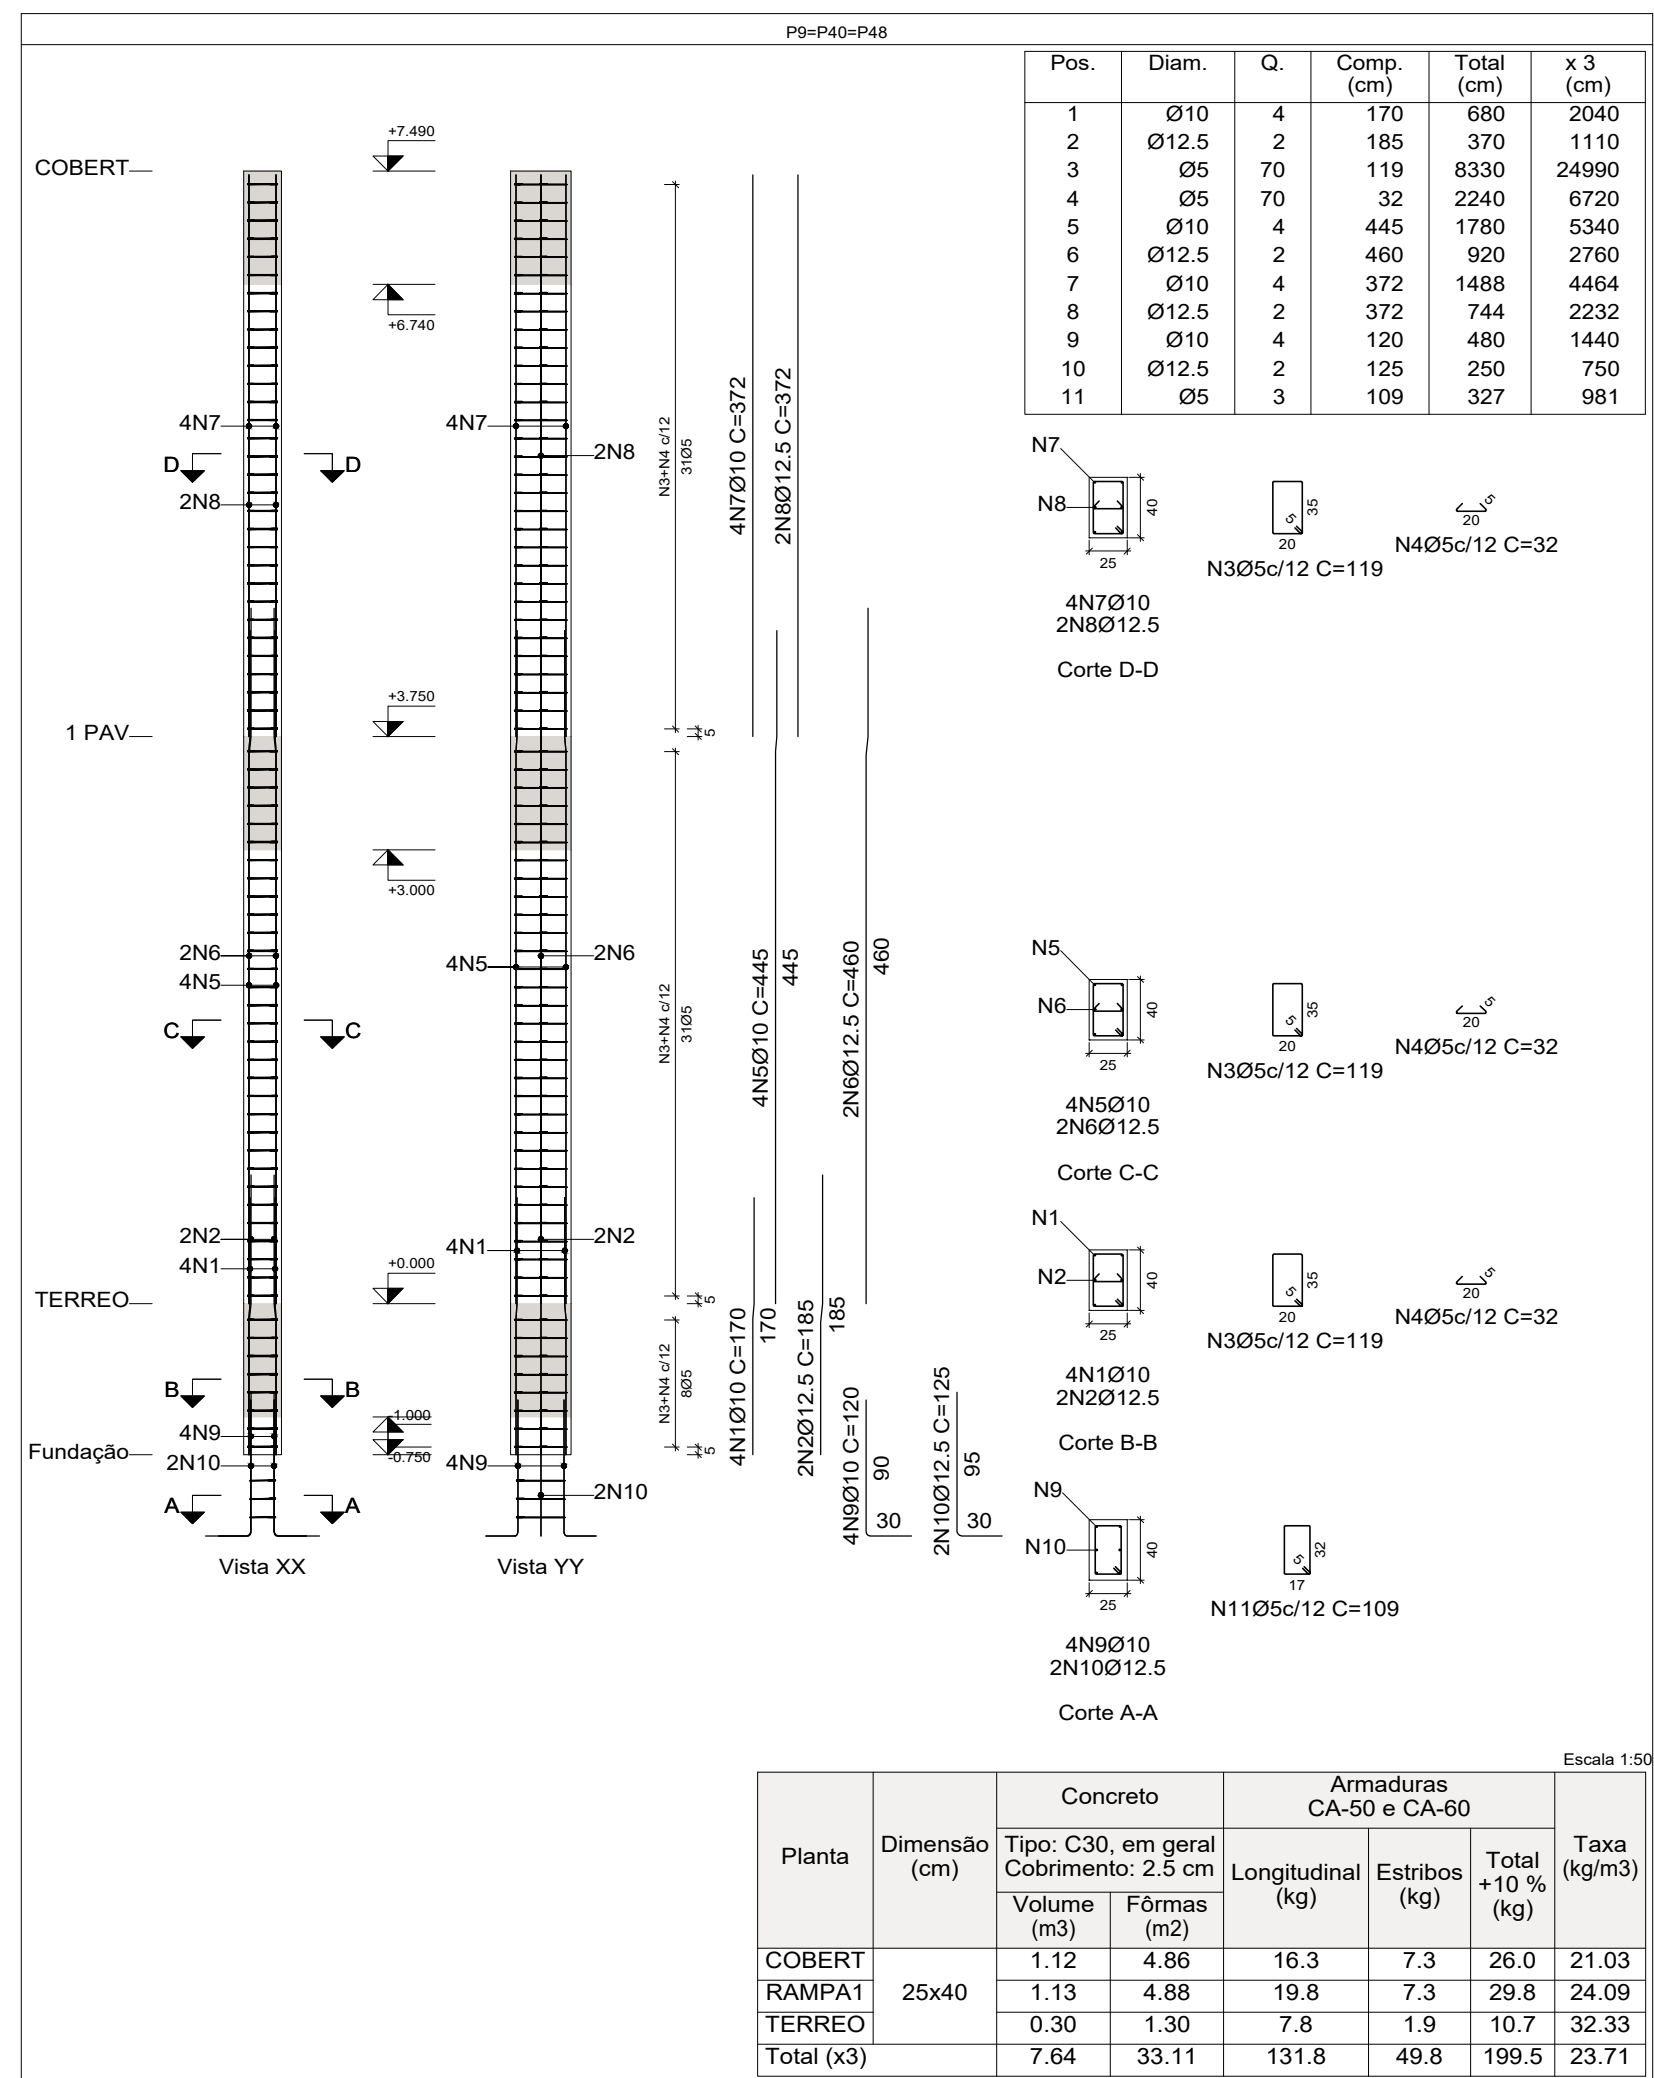 P9=P40=P48
Pos. Diam. Q. Comp. (cm) Total (cm) x 3 (cm)
1 Ø10 4 170 680 2040
2 Ø12.5 2 185 370 1110
3 Ø5 70 119 8330 24990
4 Ø5 70 32 2240 6720
5 Ø10 4 445 1780 5340
6 Ø12.5 2 460 920 2760
7 Ø10 4 372 1488 4464
8 Ø12.5 2 372 744 2232
9 Ø10 4 120 480 1440
10 Ø12.5 2 125 250 750
11 Ø5 3 109 327 981
COBERT
1 PAV
TERREO
Fundação
4N7
D D
2N8
2N6
4N5
C C
2N2
4N1
B B
4N9
2N10
A A
Vista XX
+7.490
+6.740
+3.750
+3.000
+0.000
-1.000
-0.750
4N7
2N8
4N5
2N6
4N1
2N2
4N9
2N10
Vista YY
N3+N4 c/12
31Ø5
5
N3+N4 c/12
31Ø5
5
N3+N4 c/12
8Ø5
5
4N7Ø10 C=372
2N8Ø12.5 C=372
4N5Ø10 C=445
445
2N6Ø12.5 C=460
460
4N1Ø10 C=170
170
2N2Ø12.5 C=185
185
4N9Ø10 C=120
90
30
2N10Ø12.5 C=125
95
30
N7
N8
40
25
4N7Ø10
2N8Ø12.5
Corte D-D
5
35
20
N3Ø5c/12 C=119
5
20
N4Ø5c/12 C=32
N5
N6
40
25
4N5Ø10
2N6Ø12.5
Corte C-C
5
35
20
N3Ø5c/12 C=119
5
20
N4Ø5c/12 C=32
N1
N2
40
25
4N1Ø10
2N2Ø12.5
Corte B-B
5
35
20
N3Ø5c/12 C=119
5
20
N4Ø5c/12 C=32
N9
N10
40
25
4N9Ø10
2N10Ø12.5
Corte A-A
5
32
17
N11Ø5c/12 C=109
Escala 1:50
Planta
Dimensão
(cm)
Concreto
Tipo: C30, em geral
Cobrimento: 2.5 cm
Volume
(m3)
Fôrmas
(m2)
Armaduras
CA-50 e CA-60
Longitudinal
(kg)
Estribos
(kg)
Total
+10 %
(kg)
Taxa
(kg/m3)
COBERT 1.12 4.86 16.3 7.3 26.0 21.03
RAMPA1 25x40 1.13 4.88 19.8 7.3 29.8 24.09
TERREO 0.30 1.30 7.8 1.9 10.7 32.33
Total (x3) 7.64 33.11 131.8 49.8 199.5 23.71